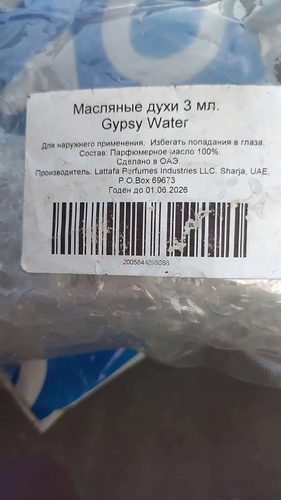 Масляные духи 3 мл.
Gypsy Water
Для наружнего применения. Избегать попадания в глаза.
Состав: Парфюмерное масло 100%.
Сделано в ОАЭ.
Производитель: Lattafa Perfumes Industries LLC. Sharja, UAE,
P.O.Box 69673
Годен до 01.06.2026